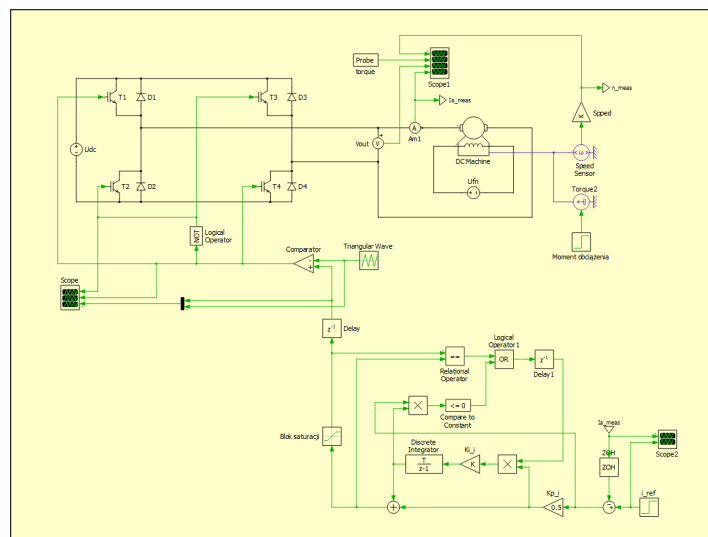 Probe
torque
Scope1
n_meas
Ia_meas
T1
D1
T3
D3
K
Spped
A
Am1
Udc
Vout
V
DC Machine
<ω>
Speed
Sensor
T2
D2
T4
D4
Ufn
Torque2
NOT
Logical
Operator
Comparator
Triangular Wave
Moment obciążenia
Scope
z-1
Delay
Logical
Operator1
==
OR
z-1
Relational
Operator
Delay1
<= 0
Compare to
Constant
Ia_meas
Blok saturacji
Discrete
Integrator
Ki_i
ZOH
Scope2
T
z-1
K
ZOH
Kp_i
i_ref
0.5